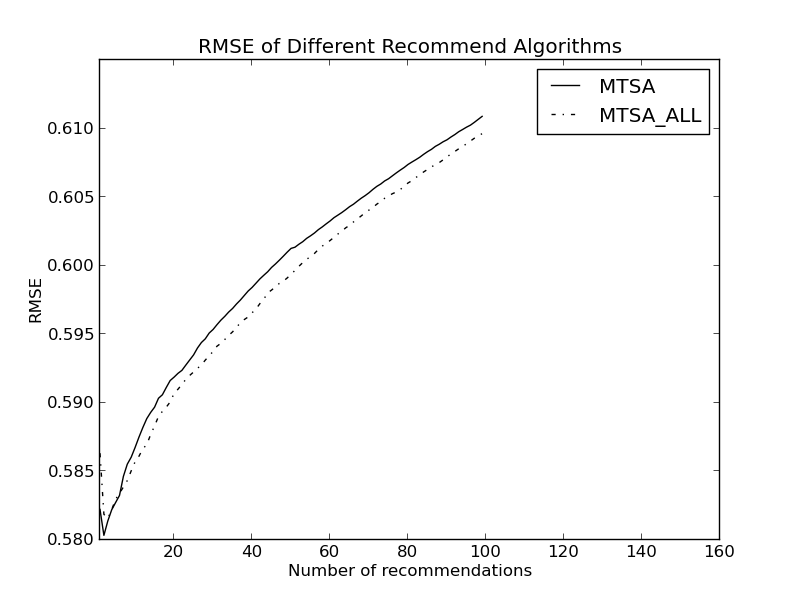 RMSE of Different Recommend Algorithms
MTSA
MTSA_ALL
0.610
0.605
0.600
0.595
0.590
0.585
0.580
RMSE
20 40 60 80 100 120 140 160
Number of recommendations